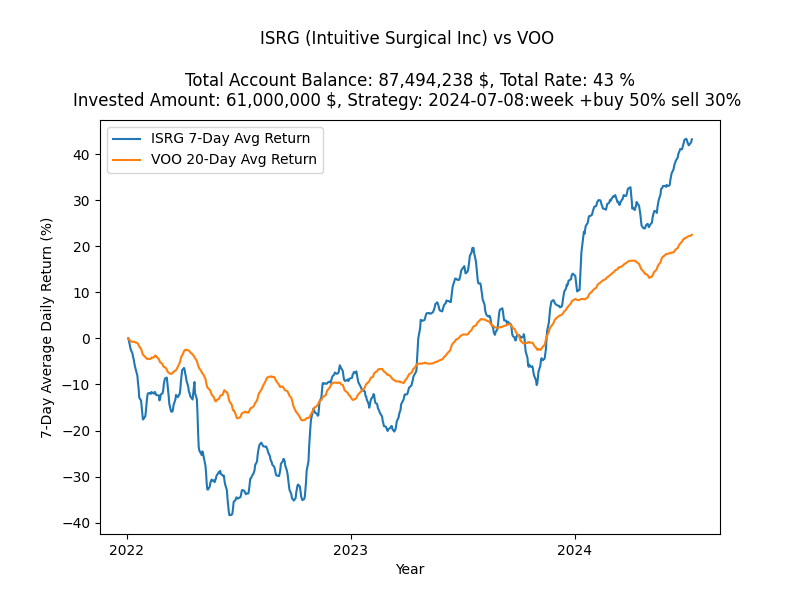 ISRG (Intuitive Surgical Inc) vs VOO
Total Account Balance: 87,494,238 $, Total Rate: 43 %
Invested Amount: 61,000,000 $, Strategy: 2024-07-08:week +buy 50% sell 30%
ISRG 7-Day Avg Return
VOO 20-Day Avg Return
7-Day Average Daily Return (%)
40
30
20
10
0
−10
−20
−30
−40
2022
2023
2024
Year